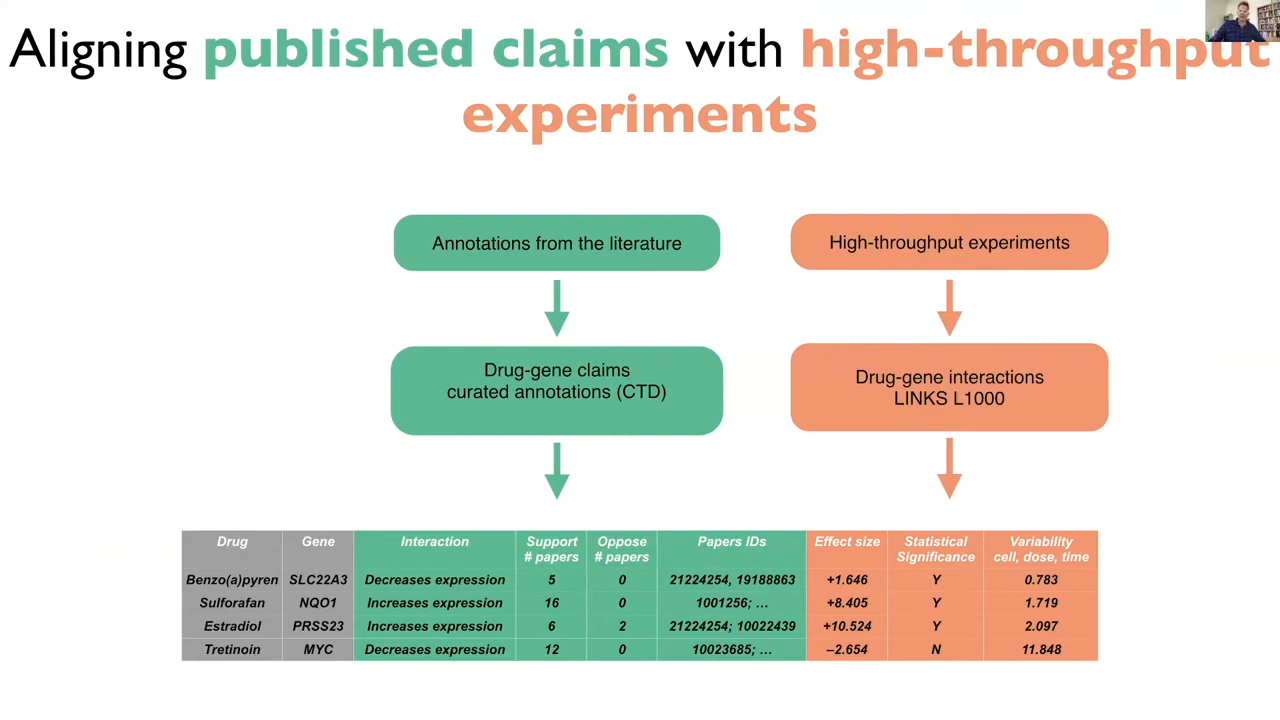 Aligning published claims with high-throughput
experiments
Annotations from the literature
High-throughput experiments
Drug-gene claims
curated annotations (CTD)
Drug-gene interactions
LINKS L1000
Drug Gene Interaction Support # papers Oppose # papers Papers IDs Effect size Statistical Significance Variability cell, dose, time
Benzo(a)pyren SLC22A3 Decreases expression 5 0 21224254, 19188863 +1.646 Y 0.783
Sulforafan NQO1 Increases expression 16 0 1001256; … +8.405 Y 1.719
Estradiol PRSS23 Increases expression 6 2 21224254; 10022439 +10.524 Y 2.097
Tretinoin MYC Decreases expression 12 0 10023685; … –2.654 N 11.848